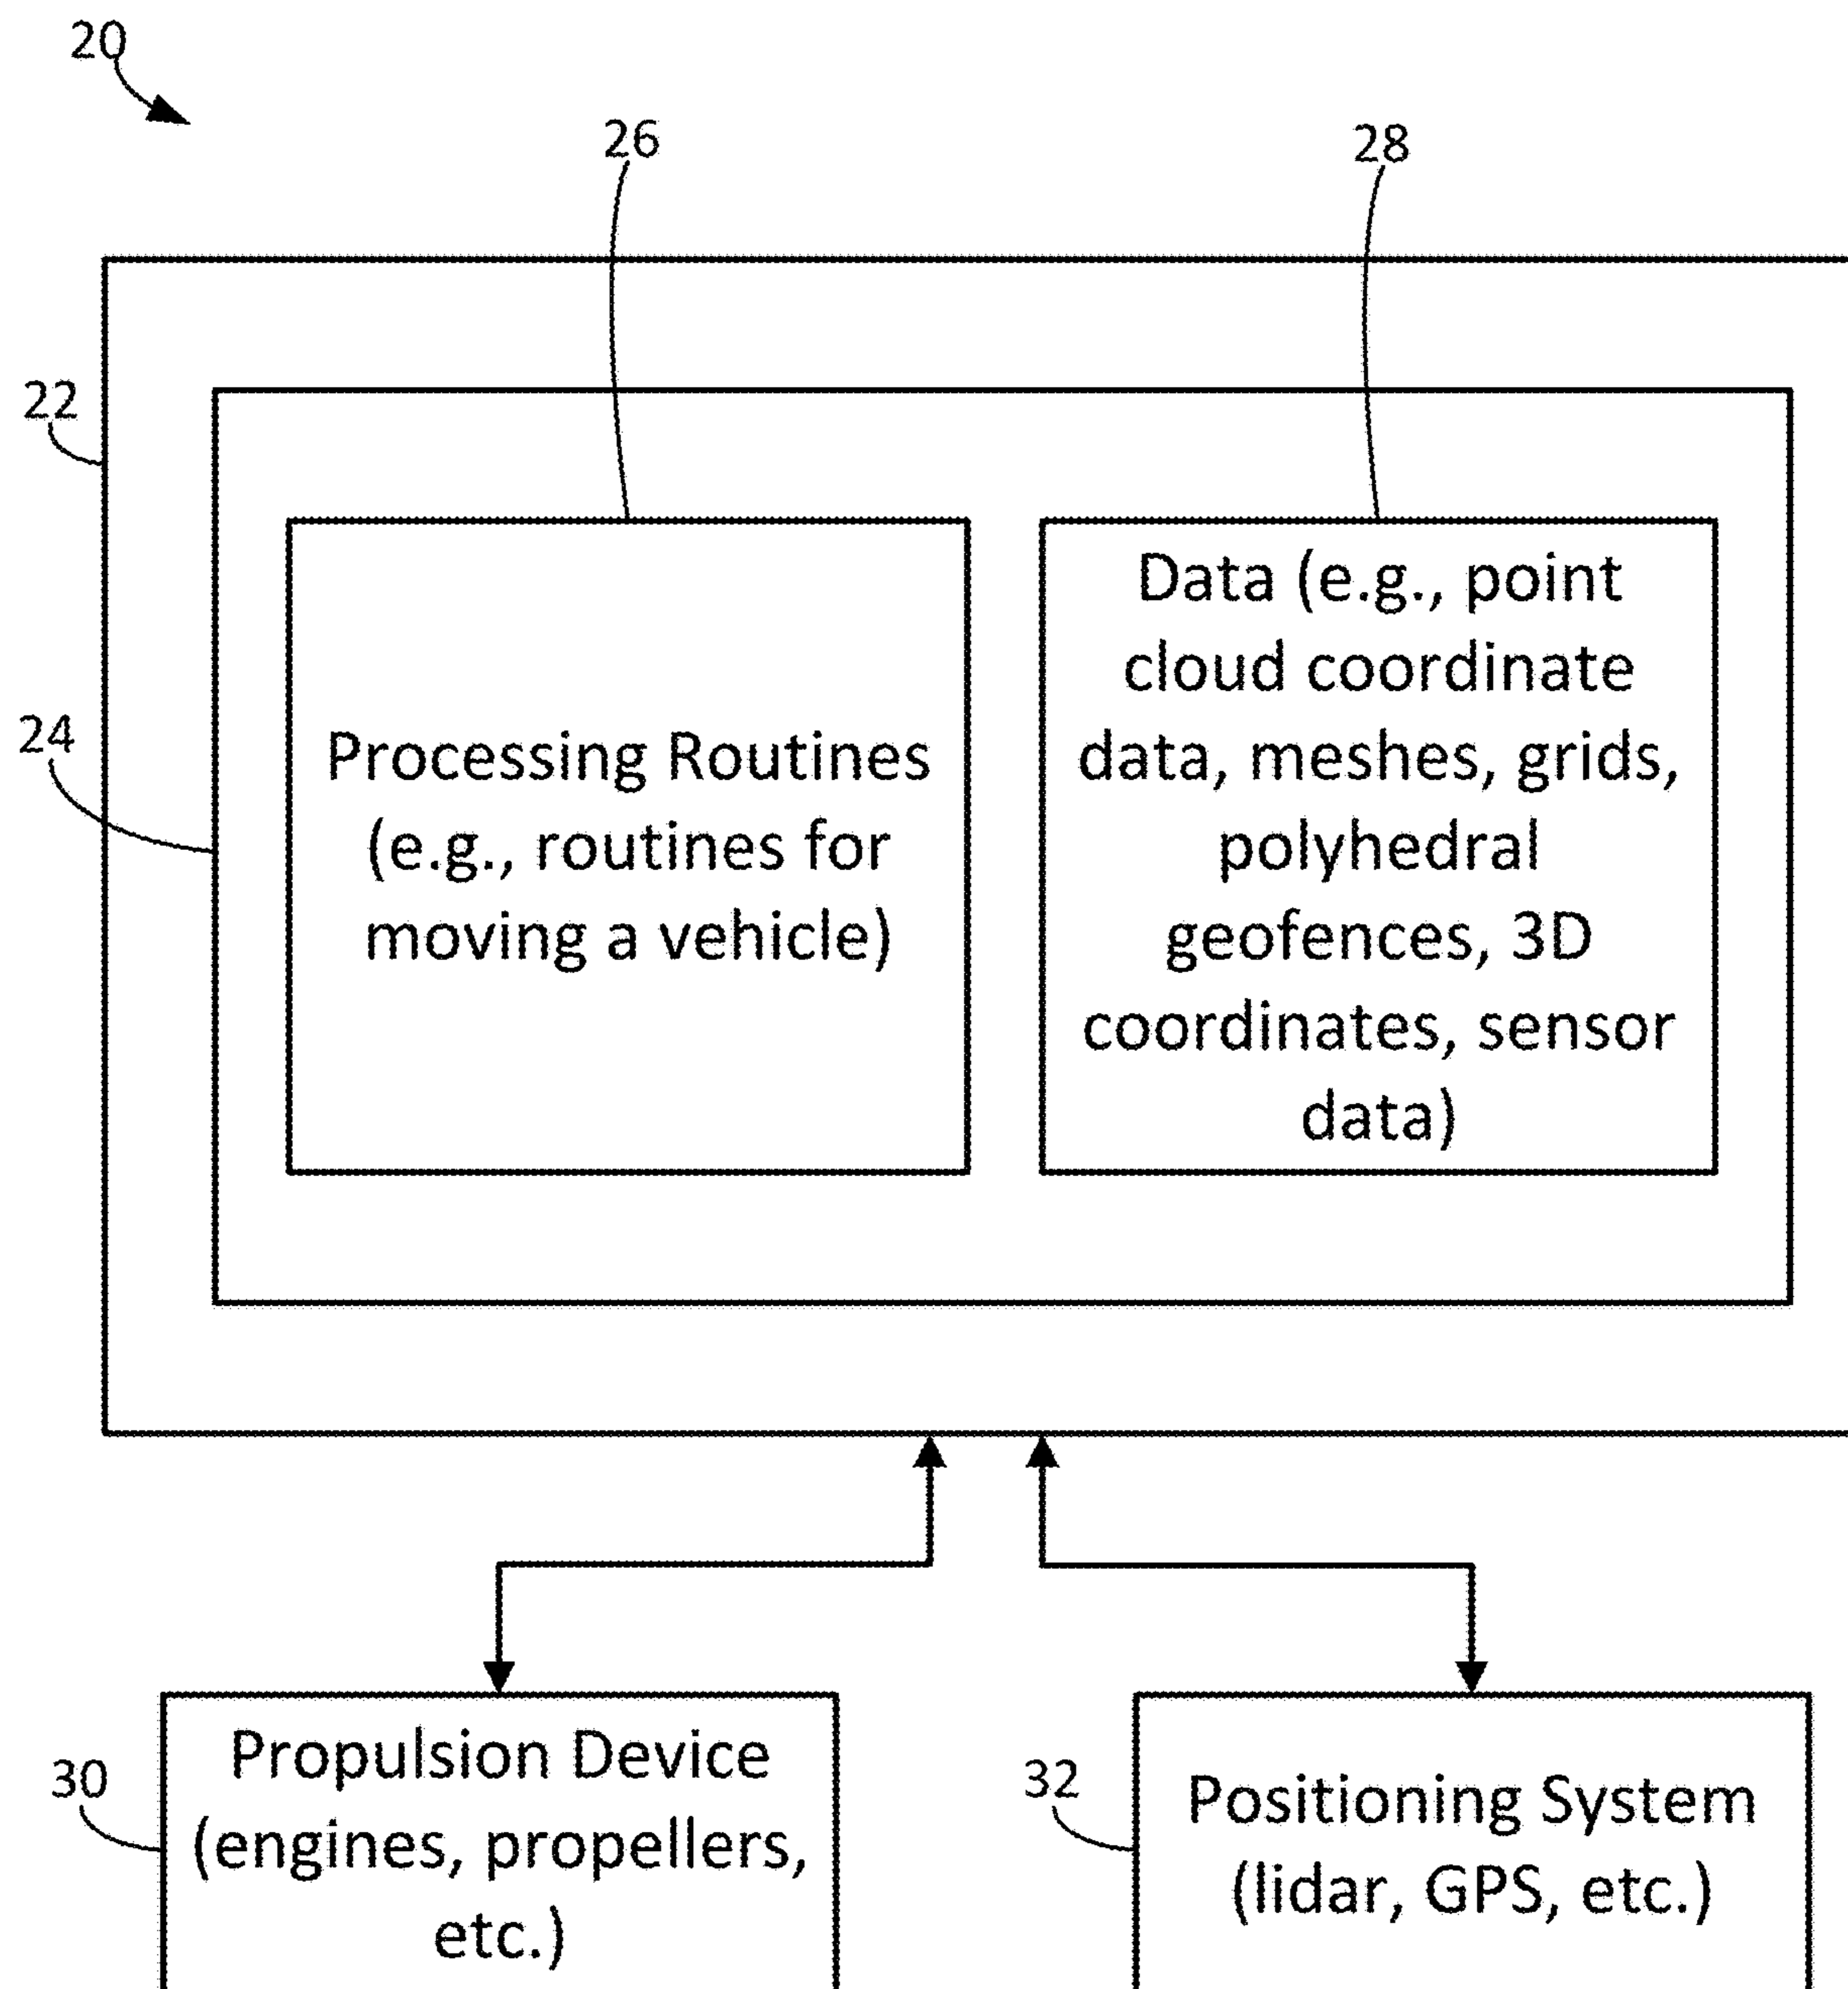 20
26
28
22
24
Processing Routines
(e.g., routines for
moving a vehicle)
Data (e.g., point
cloud coordinate
data, meshes, grids,
polyhedral
geofences, 3D
coordinates, sensor
data)
30
Propulsion Device
(engines, propellers,
etc.)
32
Positioning System
(lidar, GPS, etc.)